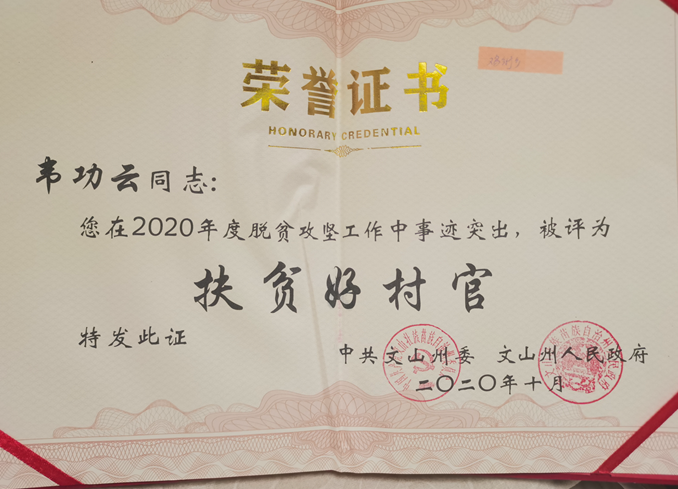 荣誉证书
HONORARY CREDENTIAL
韦功云同志:
您在2020年度脱贫攻坚工作中事迹突出，被评为
扶贫好村官
特发此证
中共文山州委 文山州人民政府
二〇二〇年十月